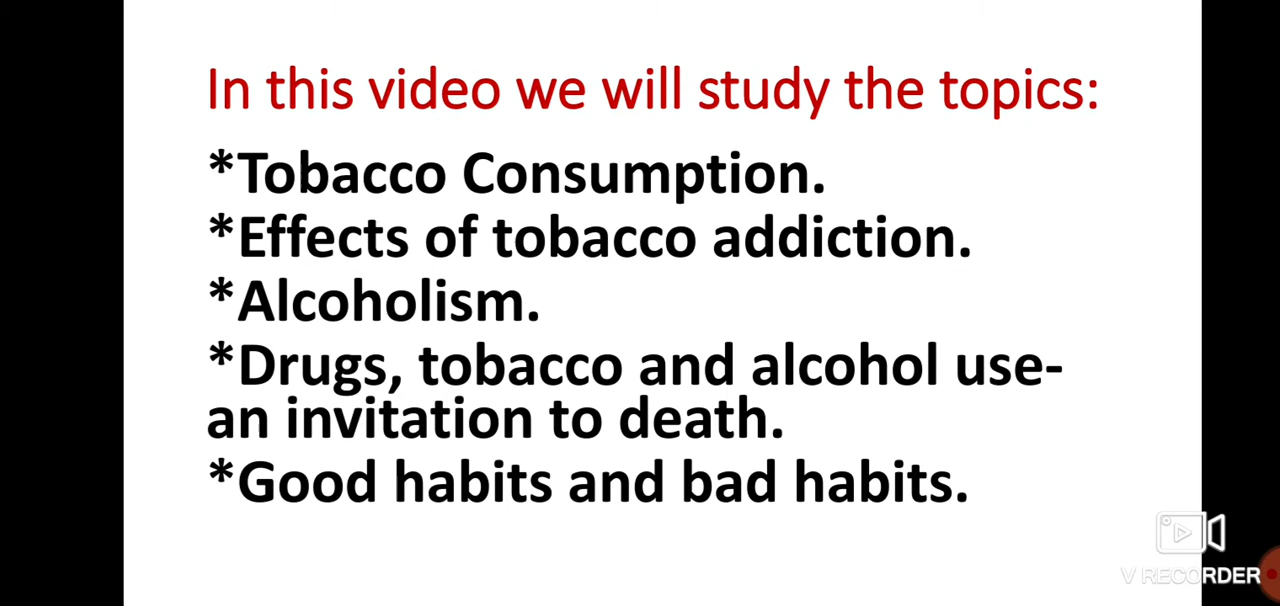 In this video we will study the topics:
*Tobacco Consumption.
*Effects of tobacco addiction.
*Alcoholism.
*Drugs, tobacco and alcohol use-
an invitation to death.
*Good habits and bad habits.
V RECORDER